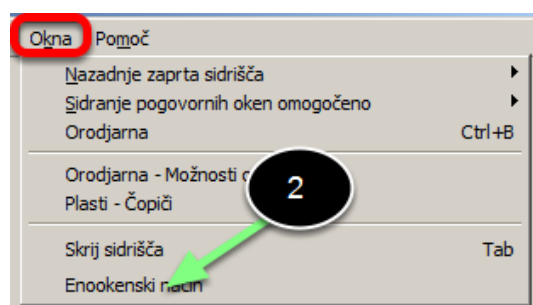 Okna Pomoč
Nazadnje zaprta sidrišča
Sidranje pogovornih oken omogočeno
Orodjarna Ctrl+B
Orodjarna - Možnosti
2
Plasti - Čopiči
Skrij sidrišča Tab
Enookenski način